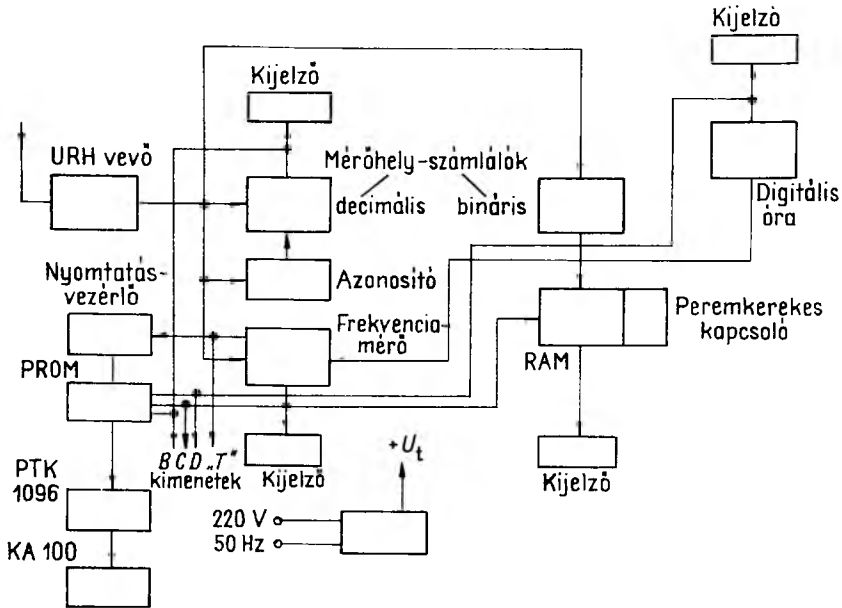 Kijelző
Kijelző
URH vevő
Mérőhely-számlálók
decimális
bináris
Digitális
óra
Nyomtatás-
vezérlő
Azonosító
Frekvencia-
mérő
Peremkerekes
kapcsoló
PROM
RAM
B C D „T"
kimenetek
Kijelző
+Ut
Kijelző
PTK
1096
220 V
50 Hz
KA 100